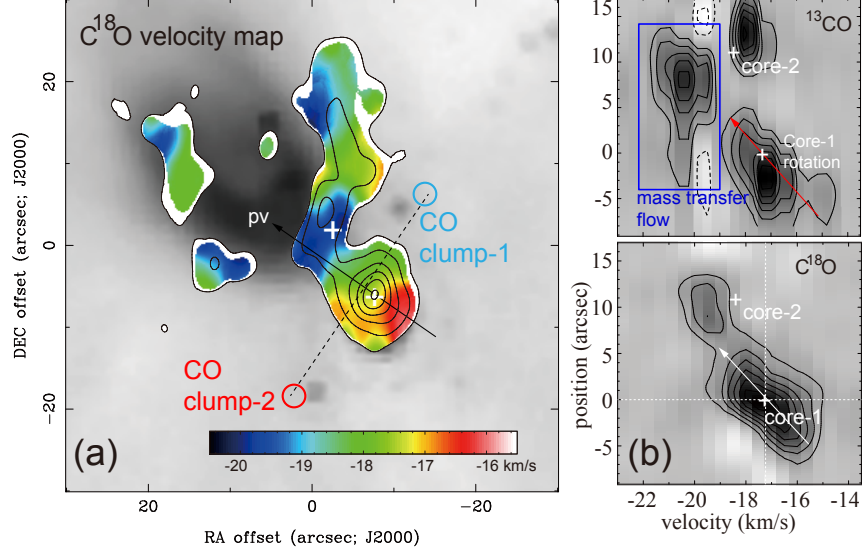 C¹⁸O velocity map
20
0
−20
DEC offset (arcsec; J2000)
pv
CO
clump-1
CO
clump-2
(a)
-20 -19 -18 -17 -16 km/s
20 0 −20
RA offset (arcsec; J2000)
15
10
5
0
-5
¹³CO
core-2
Core-1
rotation
mass transfer
flow
15
10
5
0
-5
position (arcsec)
C¹⁸O
core-2
core-1
(b)
-22 -20 -18 -16 -14
velocity (km/s)